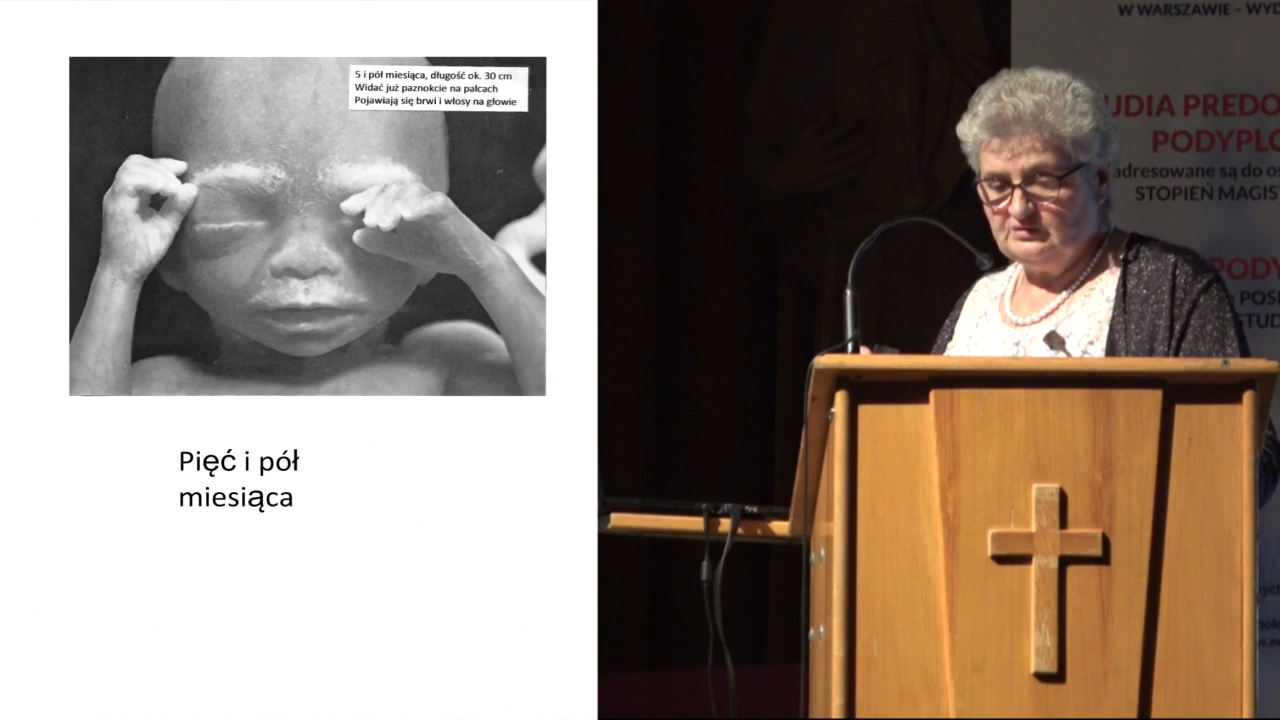 5 i pół miesiąca, długość ok. 30 cm
Widać już paznokcie na palcach
Pojawiają się brwi i włosy na głowie
Pięć i pół
miesiąca
W WARSZAWIE – WYD
UDIA PREDO
PODYPLO
adresowane są do os
STOPIEŃ MAGIS
PODY
POS
STUD